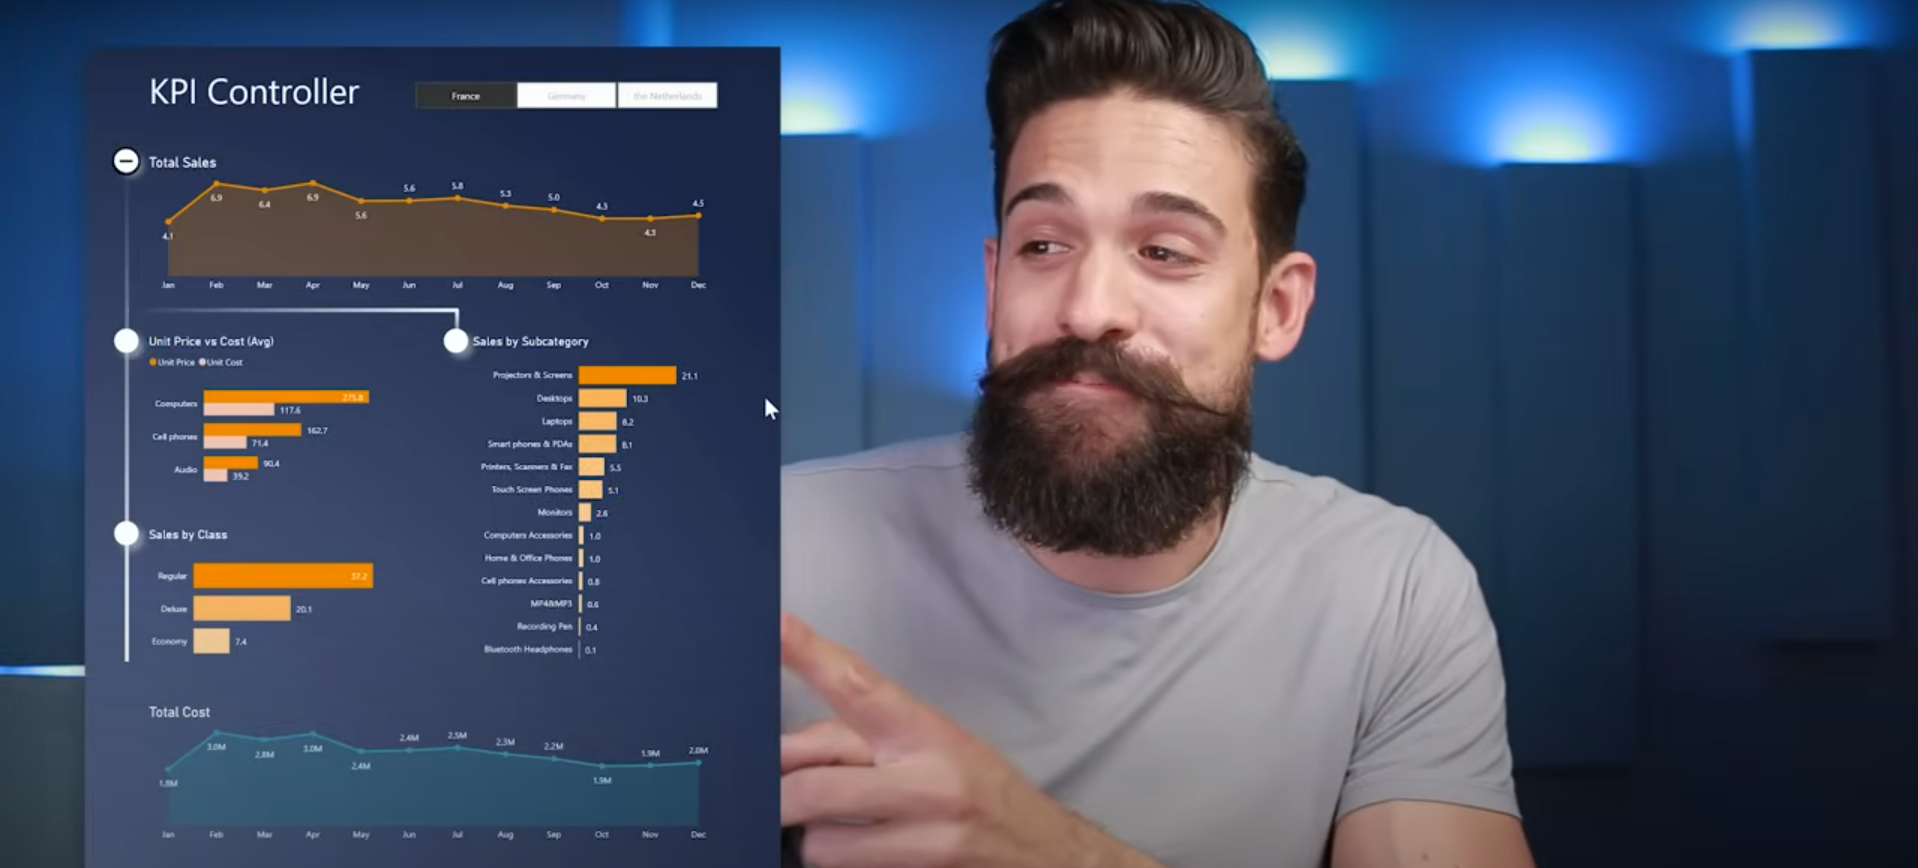 KPI Controller
France Germany the Netherlands
Total Sales
6.9 6.4 6.9 5.6 5.6 5.8 5.3 5.0 4.3 4.3 4.5
4.1
Jan Feb Mar Apr May Jun Jul Aug Sep Oct Nov Dec
Unit Price vs Cost (Avg)
Unit Price Unit Cost
Computers 275.8
117.6
Cell phones 162.7
71.4
Audio 90.4
39.2
Sales by Subcategory
Projectors & Screens 21.1
Desktops 10.3
Laptops 8.2
Smart phones & PDAs 8.1
Printers, Scanners & Fax 5.5
Touch Screen Phones 5.1
Monitors 2.6
Computers Accessories 1.0
Home & Office Phones 1.0
Cell phones Accessories 0.8
MP4&MP3 0.6
Recording Pen 0.4
Bluetooth Headphones 0.1
Sales by Class
Regular 37.2
Deluxe 20.1
Economy 7.4
Total Cost
1.8M 3.0M 2.8M 3.0M 2.4M 2.4M 2.5M 2.3M 2.2M 1.9M 1.9M 2.0M
Jan Feb Mar Apr May Jun Jul Aug Sep Oct Nov Dec